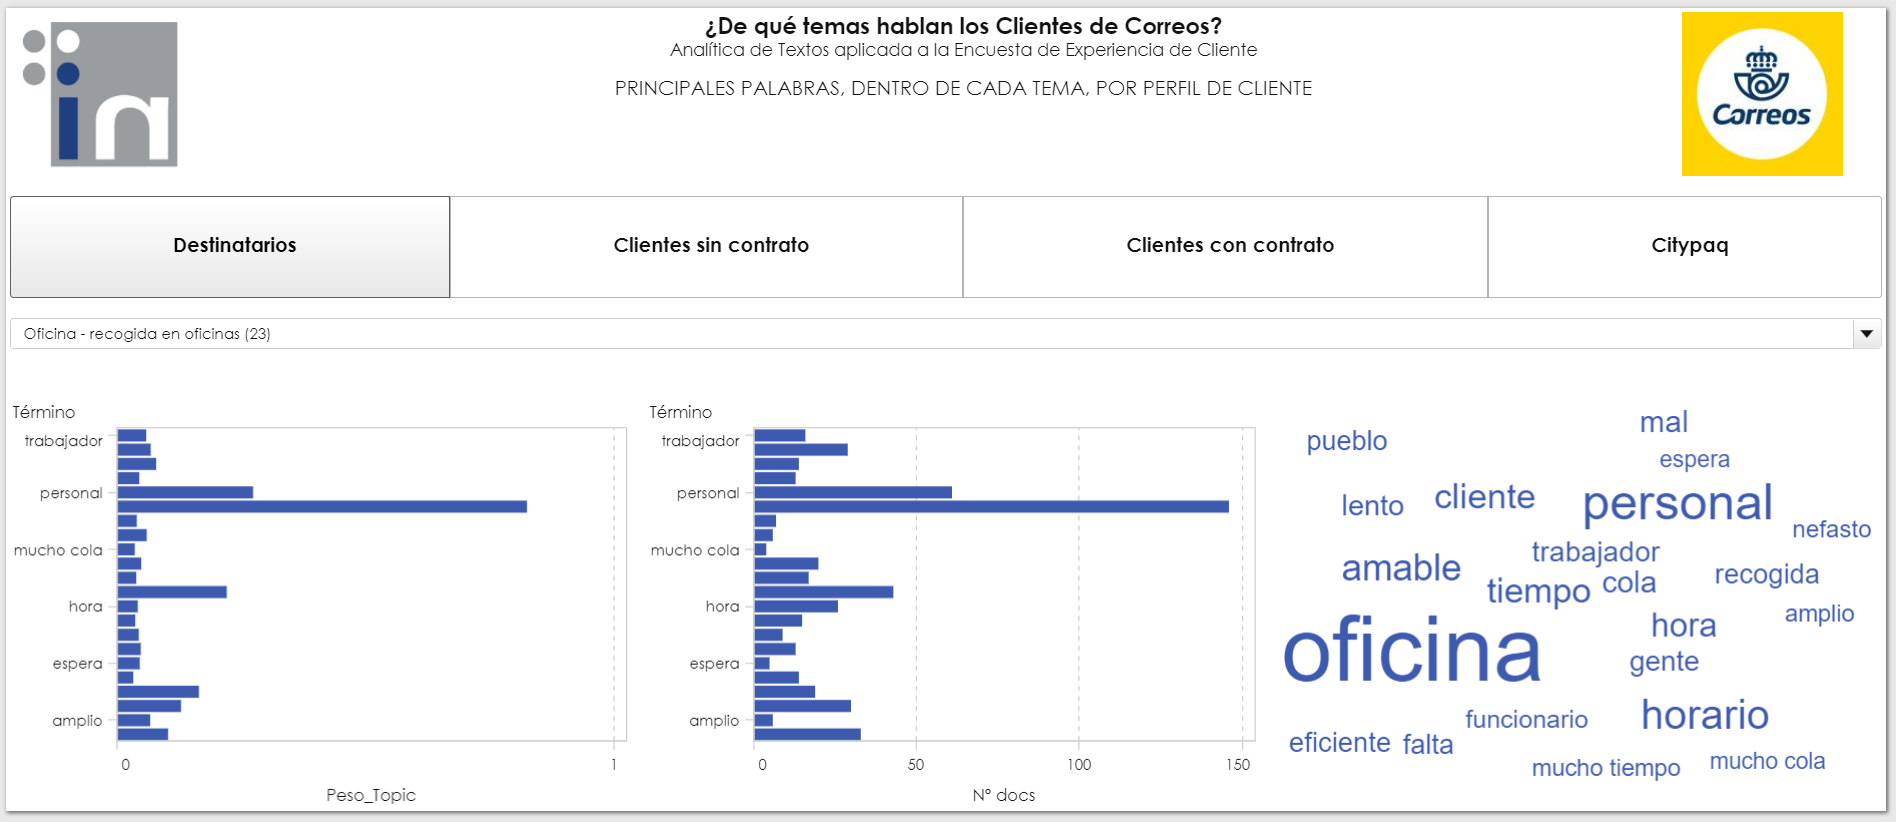 ¿De qué temas hablan los Clientes de Correos?
Analítica de Textos aplicada a la Encuesta de Experiencia de Cliente
PRINCIPALES PALABRAS, DENTRO DE CADA TEMA, POR PERFIL DE CLIENTE
in
Correos
Destinatarios
Clientes sin contrato
Clientes con contrato
Citypaq
Oficina - recogida en oficinas (23)
Término
trabajador
personal
mucho cola
hora
espera
amplio
0
1
Peso_Topic
Término
trabajador
personal
mucho cola
hora
espera
amplio
0
50
100
150
Nº docs
mal
pueblo
espera
cliente
personal
lento
nefasto
trabajador
amable
tiempo
cola
recogida
amplio
oficina
hora
gente
horario
funcionario
eficiente
falta
mucho tiempo
mucho cola